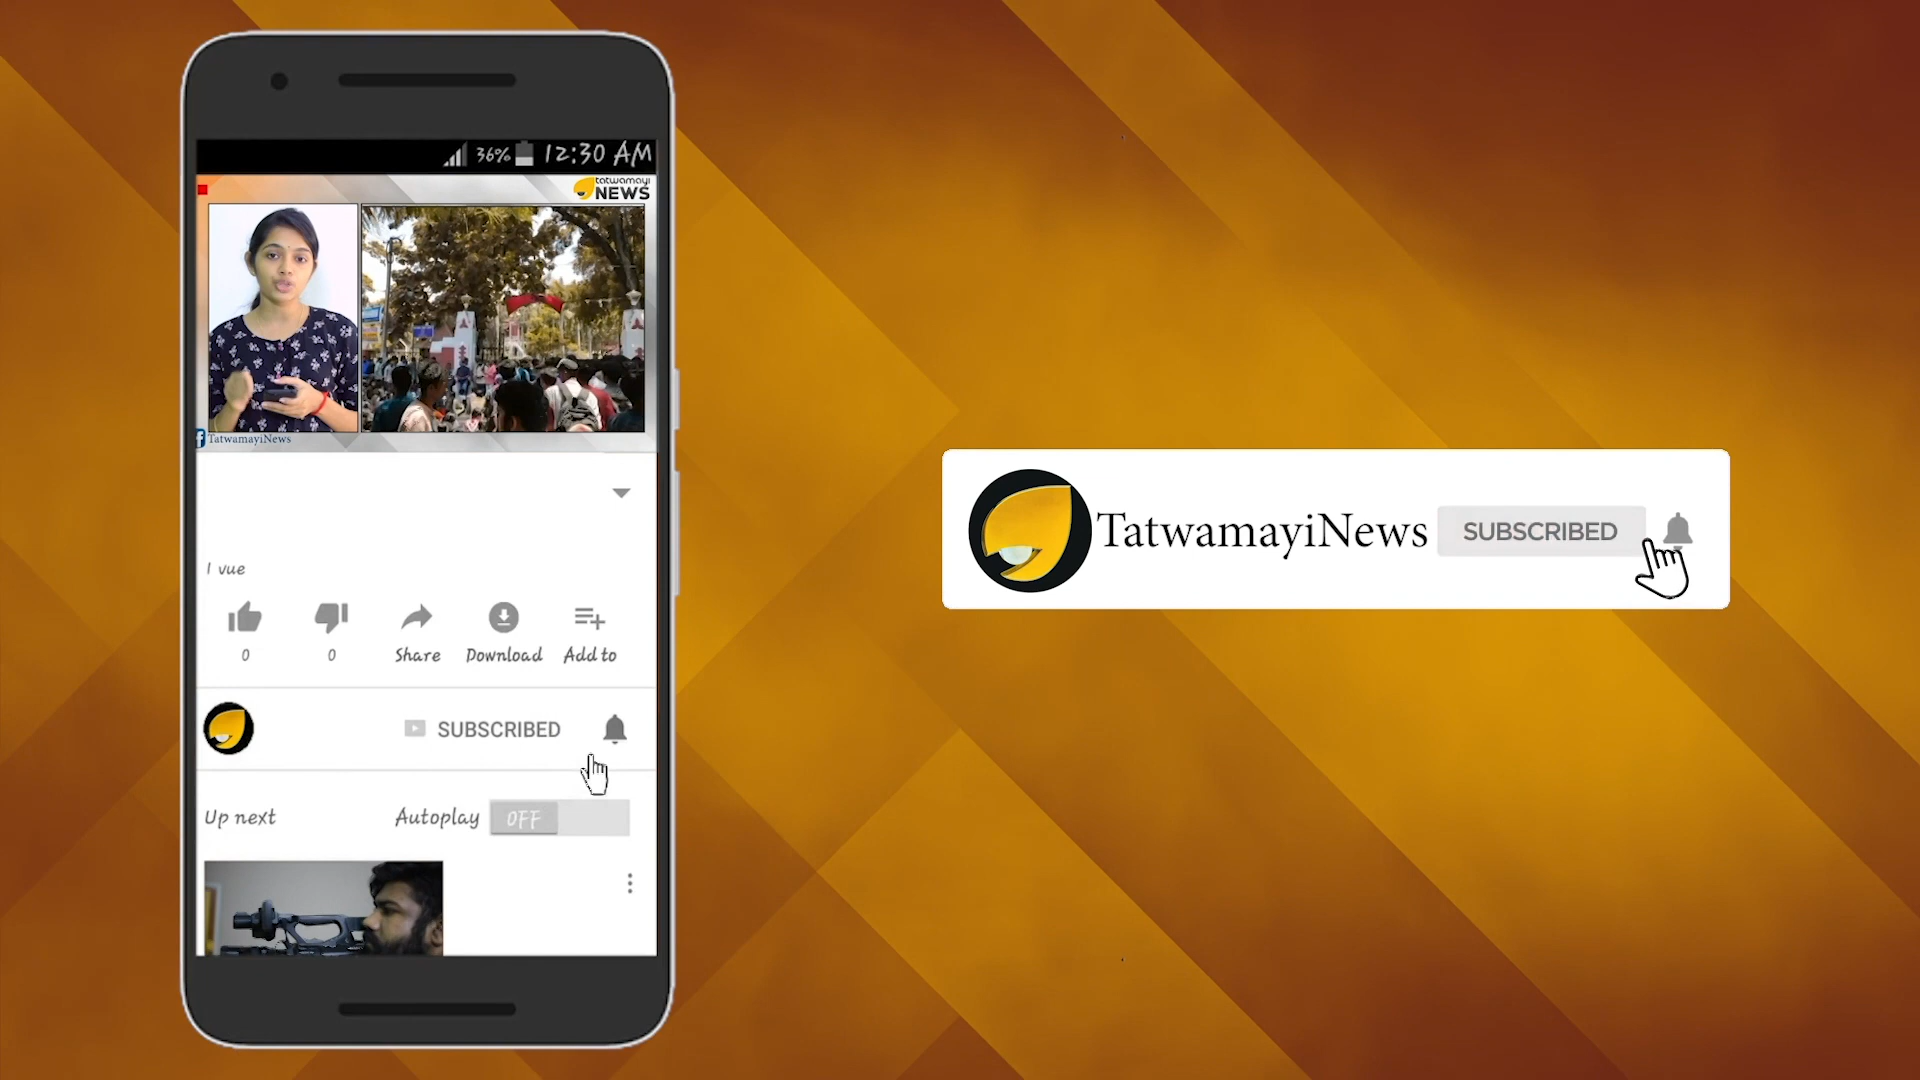 36% 12:30 AM
tatwamayi
NEWS
TatwamayiNews
1 vue
0 0 Share Download Add to
SUBSCRIBED
Up next Autoplay OFF
TatwamayiNews SUBSCRIBED